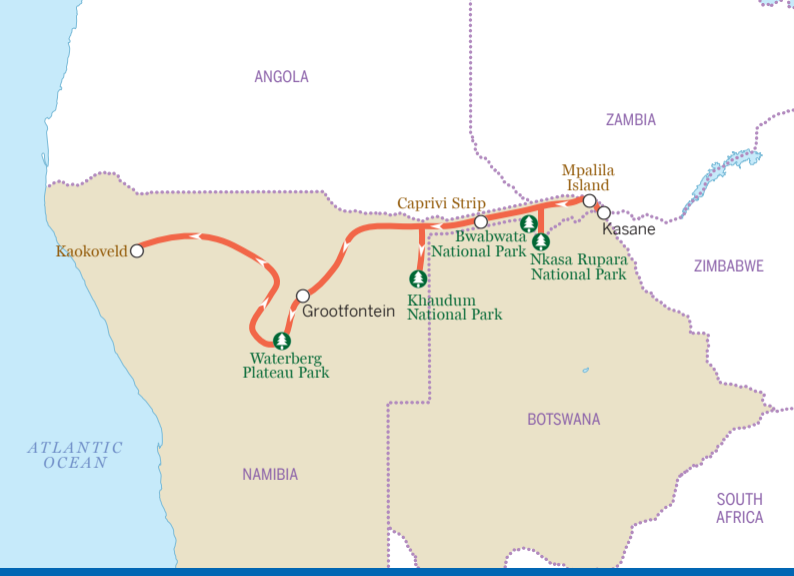 ANGOLA
ZAMBIA
Mpalila
Island
Caprivi Strip
Kasane
Bwabwata
National Park
Kaokoveld
Nkasa Rupara
National Park
ZIMBABWE
Khaudum
National Park
Grootfontein
Waterberg
Plateau Park
BOTSWANA
ATLANTIC
OCEAN
NAMIBIA
SOUTH
AFRICA